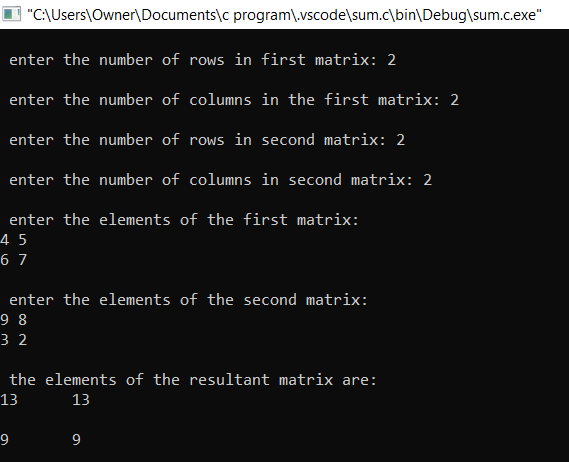 "C:\Users\Owner\Documents\c program\.vscode\sum.c\bin\Debug\sum.c.exe"
enter the number of rows in first matrix: 2
enter the number of columns in the first matrix: 2
enter the number of rows in second matrix: 2
enter the number of columns in second matrix: 2
enter the elements of the first matrix:
4 5
6 7
enter the elements of the second matrix:
9 8
3 2
the elements of the resultant matrix are:
13 13
9 9